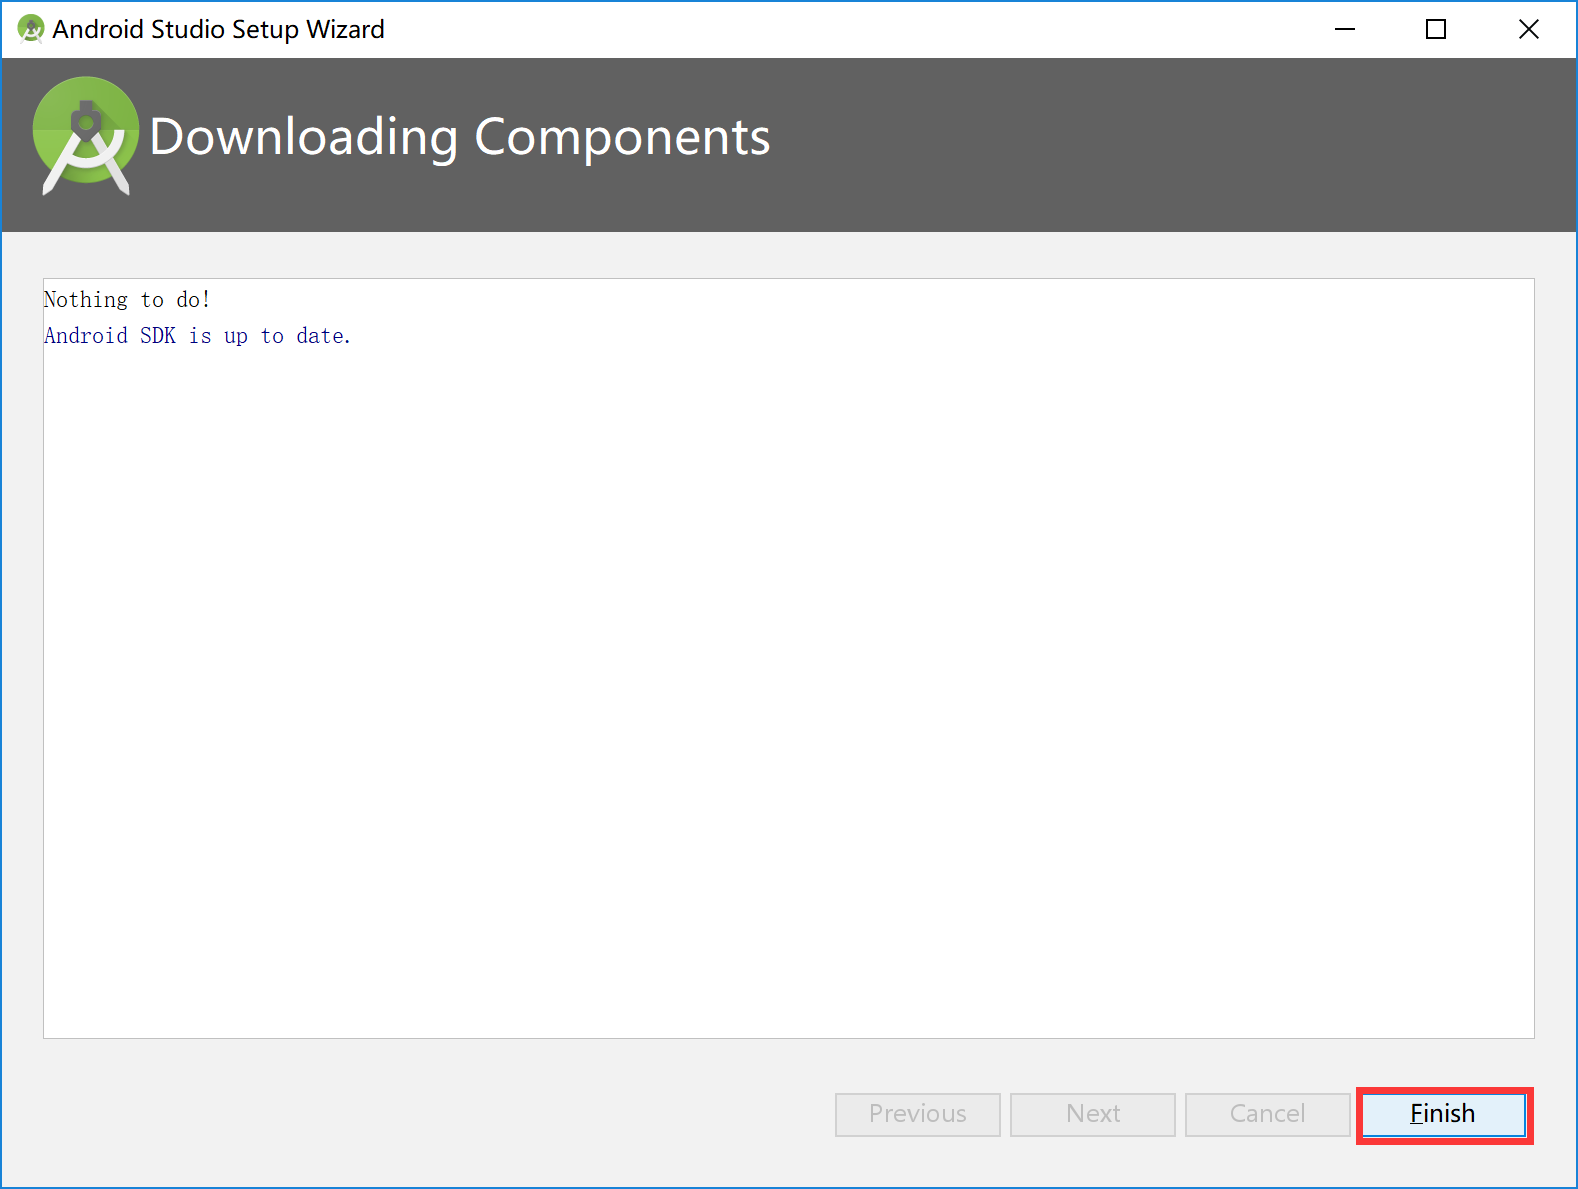 Android Studio Setup Wizard
Downloading Components
Nothing to do!
Android SDK is up to date.
Previous Next Cancel Finish